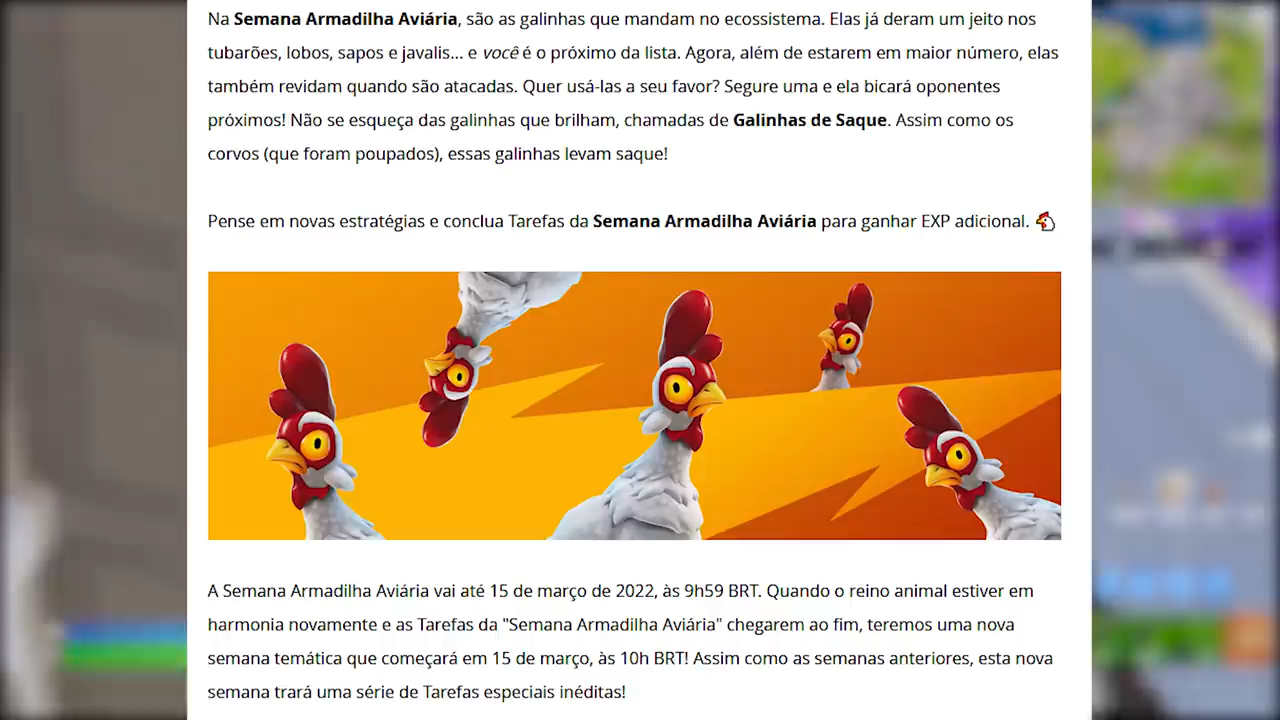 Na Semana Armadilha Aviária, são as galinhas que mandam no ecossistema. Elas já deram um jeito nos
tubarões, lobos, sapos e javalis... e você é o próximo da lista. Agora, além de estarem em maior número, elas
também revidam quando são atacadas. Quer usá-las a seu favor? Segure uma e ela bicará oponentes
próximos! Não se esqueça das galinhas que brilham, chamadas de Galinhas de Saque. Assim como os
corvos (que foram poupados), essas galinhas levam saque!
Pense em novas estratégias e conclua Tarefas da Semana Armadilha Aviária para ganhar EXP adicional. 🐔
A Semana Armadilha Aviária vai até 15 de março de 2022, às 9h59 BRT. Quando o reino animal estiver em
harmonia novamente e as Tarefas da "Semana Armadilha Aviária" chegarem ao fim, teremos uma nova
semana temática que começará em 15 de março, às 10h BRT! Assim como as semanas anteriores, esta nova
semana trará uma série de Tarefas especiais inéditas!